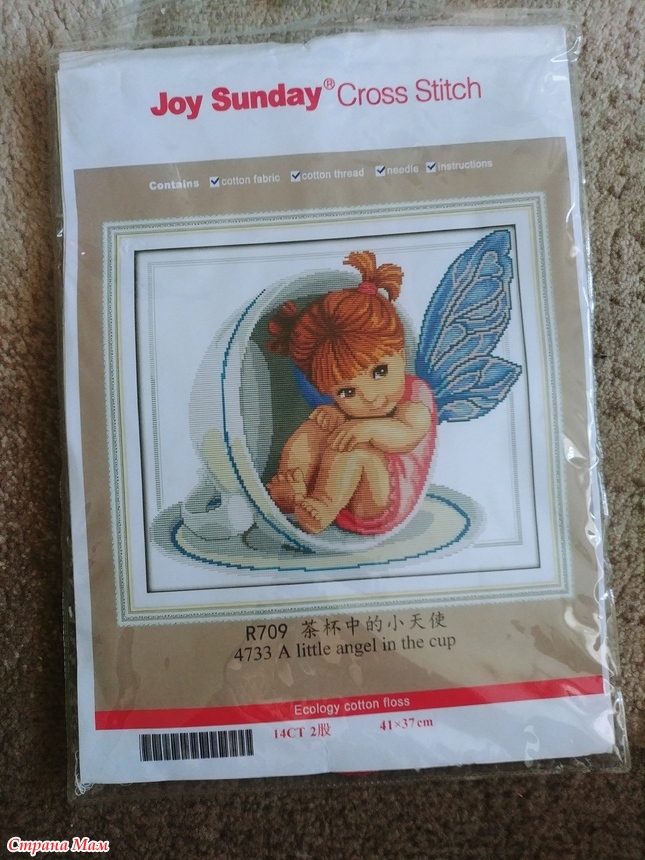 Joy Sunday® Cross Stitch
Contains ☑cotton fabric ☑cotton thread ☑needle ☑instructions
R709 茶杯中的小天使
4733 A little angel in the cup
Ecology cotton floss
14CT 2股 41×37cm
Страна Мам